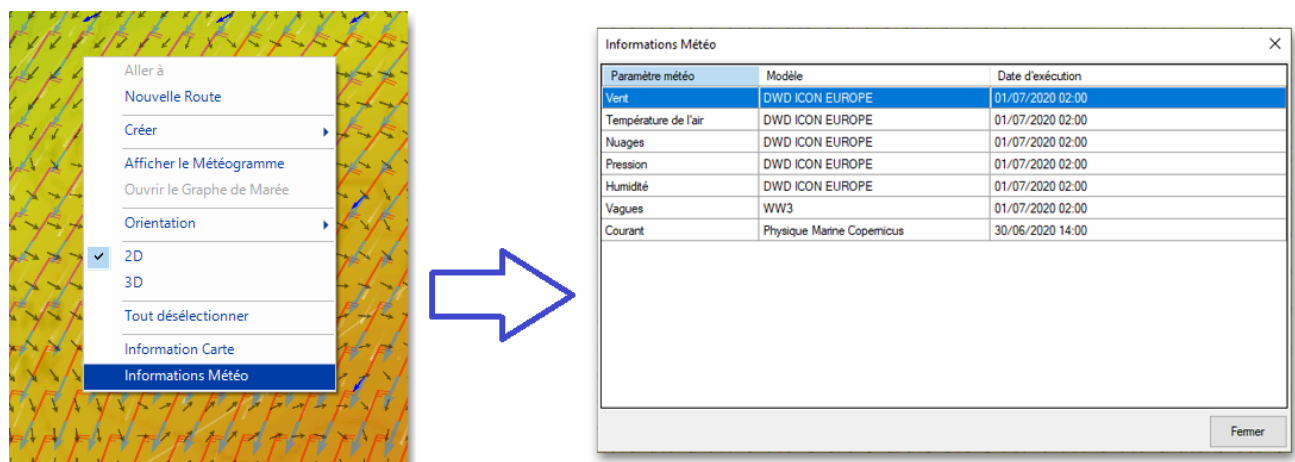 Aller à
Nouvelle Route
Créer
Afficher le Météogramme
Ouvrir le Graphe de Marée
Orientation
2D
3D
Tout désélectionner
Information Carte
Informations Météo
Informations Météo
Paramètre météo Modèle Date d'exécution
Vent DWD ICON EUROPE 01/07/2020 02:00
Température de l'air DWD ICON EUROPE 01/07/2020 02:00
Nuages DWD ICON EUROPE 01/07/2020 02:00
Pression DWD ICON EUROPE 01/07/2020 02:00
Humidité DWD ICON EUROPE 01/07/2020 02:00
Vagues WW3 01/07/2020 02:00
Courant Physique Marine Copernicus 30/06/2020 14:00
Fermer